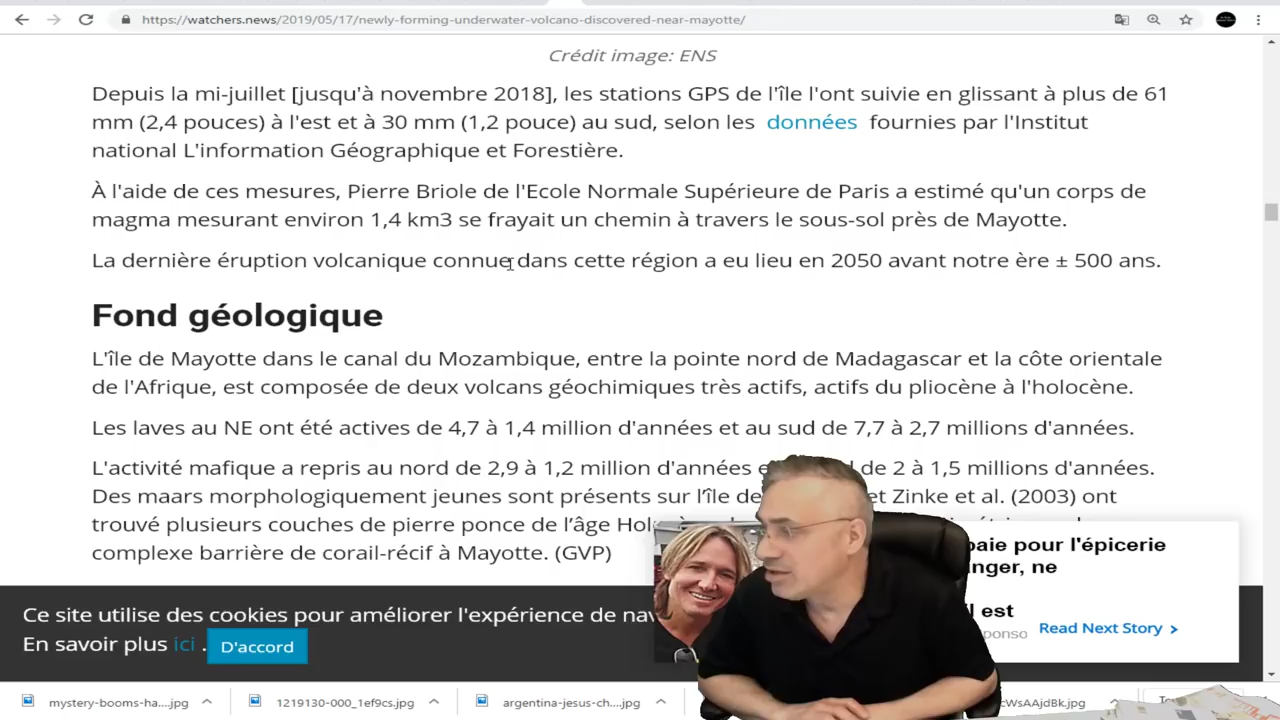 https://watchers.news/2019/05/17/newly-forming-underwater-volcano-discovered-near-mayotte/
Crédit image: ENS
Depuis la mi-juillet [jusqu'à novembre 2018], les stations GPS de l'île l'ont suivie en glissant à plus de 61
mm (2,4 pouces) à l'est et à 30 mm (1,2 pouce) au sud, selon les données fournies par l'Institut
national L'information Géographique et Forestière.
À l'aide de ces mesures, Pierre Briole de l'Ecole Normale Supérieure de Paris a estimé qu'un corps de
magma mesurant environ 1,4 km3 se frayait un chemin à travers le sous-sol près de Mayotte.
La dernière éruption volcanique connue dans cette région a eu lieu en 2050 avant notre ère ± 500 ans.
Fond géologique
L'île de Mayotte dans le canal du Mozambique, entre la pointe nord de Madagascar et la côte orientale
de l'Afrique, est composée de deux volcans géochimiques très actifs, actifs du pliocène à l'holocène.
Les laves au NE ont été actives de 4,7 à 1,4 million d'années et au sud de 7,7 à 2,7 millions d'années.
L'activité mafique a repris au nord de 2,9 à 1,2 million d'années de 2 à 1,5 millions d'années.
Des maars morphologiquement jeunes sont présents sur l'île de et Zinke et al. (2003) ont
trouvé plusieurs couches de pierre ponce de l'âge
complexe barrière de corail-récif à Mayotte. (GVP)
paie pour l'épicerie
ne
il est
Read Next Story
Ce site utilise des cookies pour améliorer l'expérience de
En savoir plus ici . D'accord
mystery-booms-ha....jpg 1219130-000_1ef9cs.jpg argentina-jesus-ch....jpg cWsAAjdBk.jpg